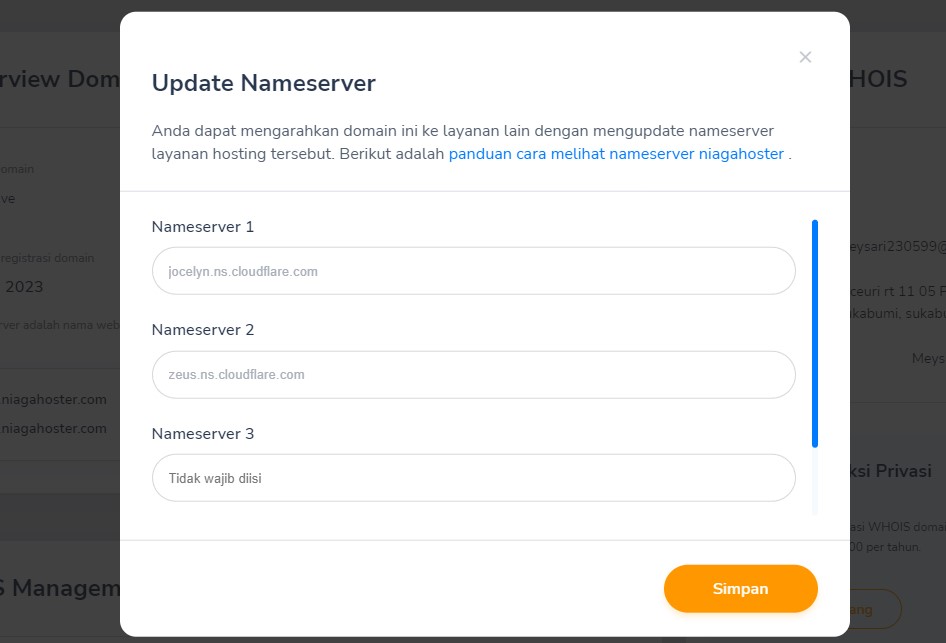 Update Nameserver
Anda dapat mengarahkan domain ini ke layanan lain dengan mengupdate nameserver
layanan hosting tersebut. Berikut adalah panduan cara melihat nameserver niagahoster .
Nameserver 1
jocelyn.ns.cloudflare.com
Nameserver 2
zeus.ns.cloudflare.com
Nameserver 3
Tidak wajib diisi
Simpan
rview Dom
HOIS
omain
ve
registrasi domain
2023
rver adalah nama web
niagahoster.com
niagahoster.com
S Managem
eysari230599@
ceuri rt 11 05 P
kabumi, sukabu
Meys
ksi Privasi
asi WHOIS domai
00 per tahun.
ang